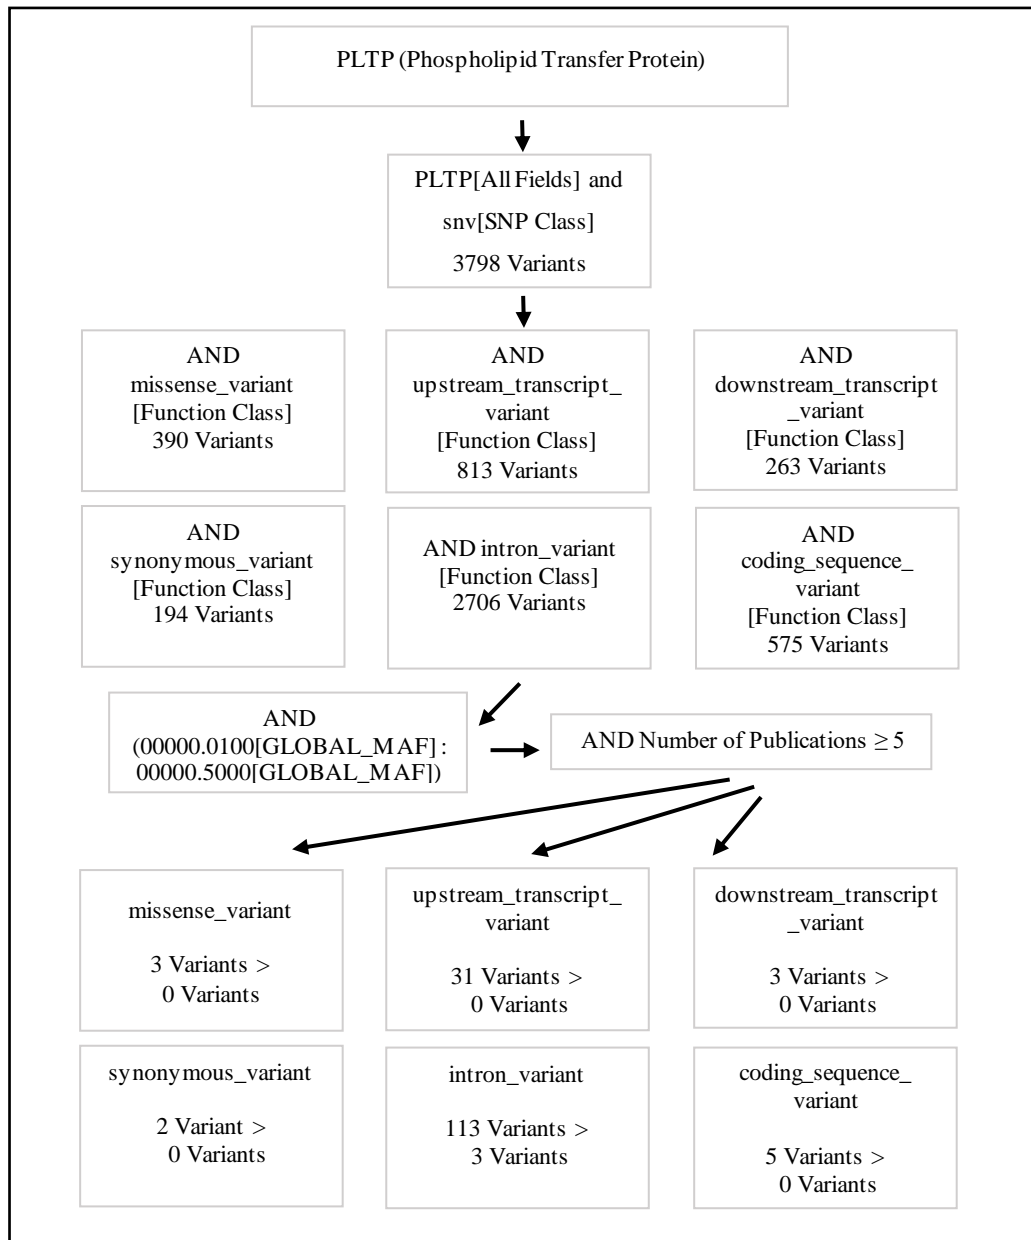 PLTP (Phospholipid Transfer Protein)
PLTP[All Fields] and
snv[SNP Class]
3798 Variants
AND
missense_variant
[Function Class]
390 Variants
AND
upstream_transcript_
variant
[Function Class]
813 Variants
AND
downstream_transcript
_variant
[Function Class]
263 Variants
AND
synonymous_variant
[Function Class]
194 Variants
AND intron_variant
[Function Class]
2706 Variants
AND
coding_sequence_
variant
[Function Class]
575 Variants
AND
(00000.0100[GLOBAL_MAF] :
00000.5000[GLOBAL_MAF])
AND Number of Publications ≥ 5
missense_variant
3 Variants >
0 Variants
upstream_transcript_
variant
31 Variants >
0 Variants
downstream_transcript
_variant
3 Variants >
0 Variants
synonymous_variant
2 Variant >
0 Variants
intron_variant
113 Variants >
3 Variants
coding_sequence_
variant
5 Variants >
0 Variants